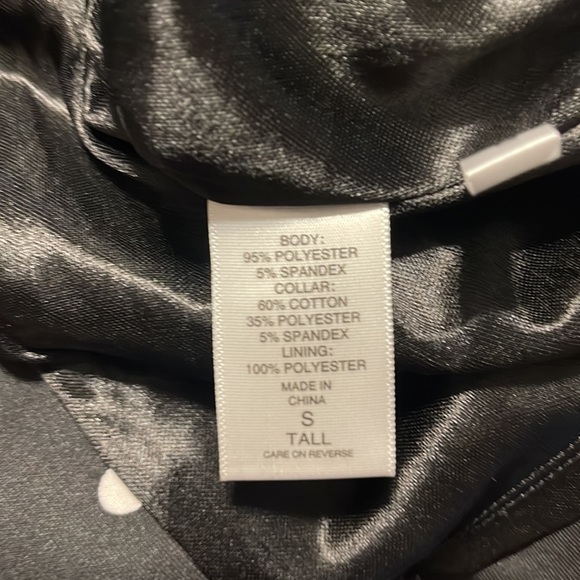 BODY:
95% POLYESTER
5% SPANDEX
COLLAR:
60% COTTON
35% POLYESTER
5% SPANDEX
LINING:
100% POLYESTER
MADE IN
CHINA
S
TALL
CARE ON REVERSE